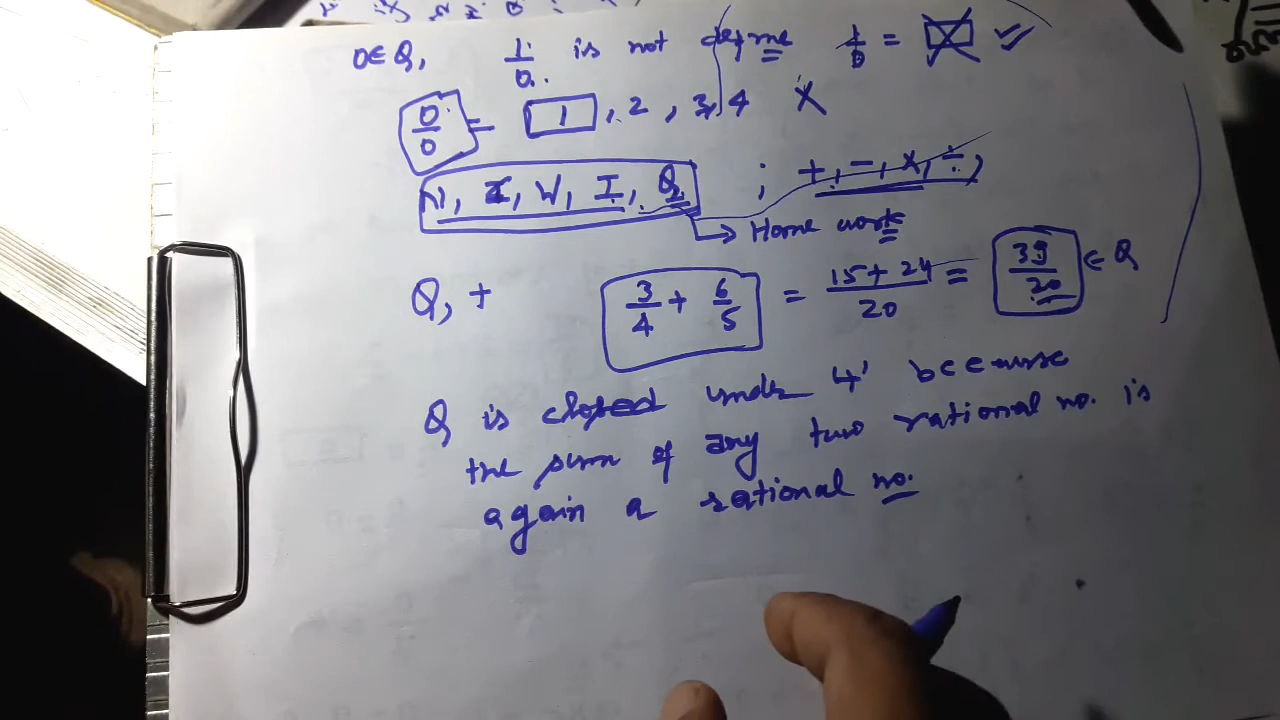 0∈Q, 1/0 is not define 1/0 = ✓✓
0/0 = 1, 2, 3, 4 X
N, Z, W, I, Q ; +, -, ×, ÷,
→ Home work
Q, + 3/4 + 6/5 = 15+24/20 = 39/20 ∈ Q
Q is closed under '+' because
the sum of any two rational no. is
again a rational no.